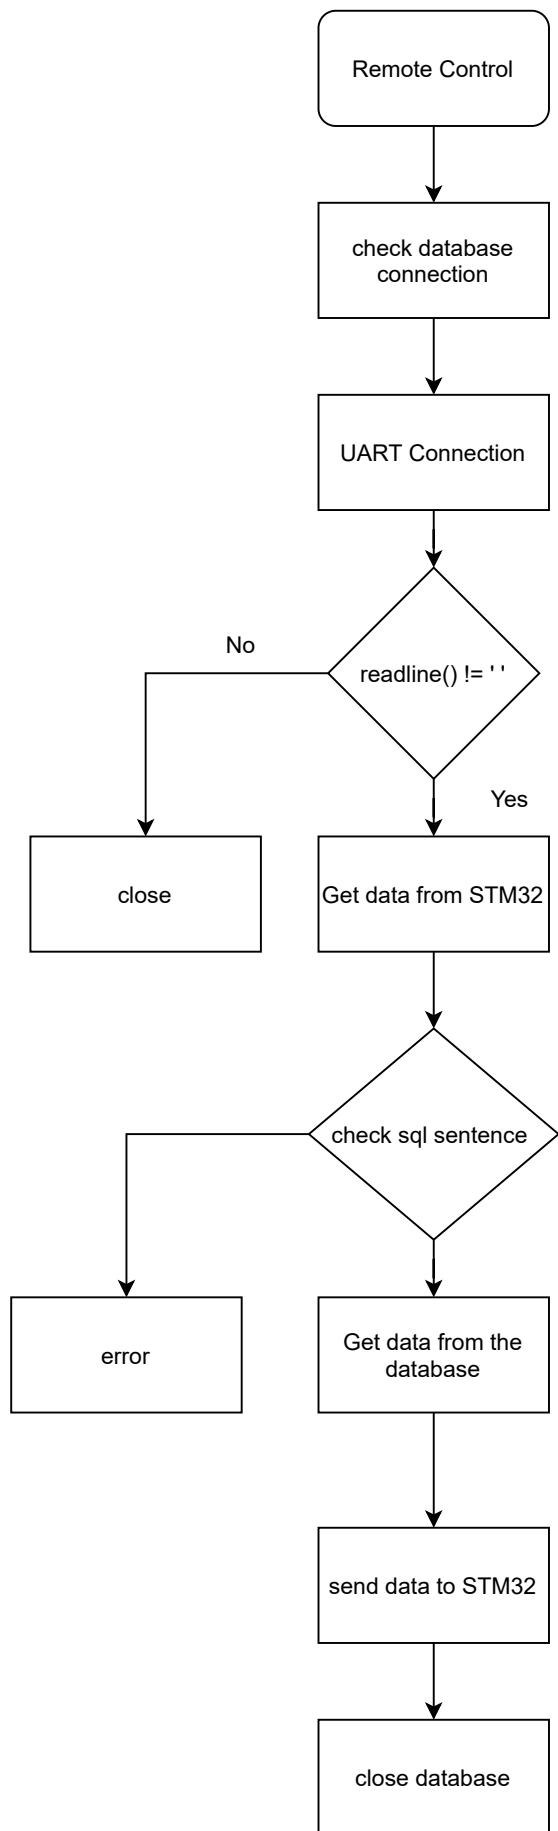 Remote Control
check database
connection
UART Connection
readline() != ' '
No
Yes
close
Get data from STM32
check sql sentence
error
Get data from the
database
send data to STM32
close database